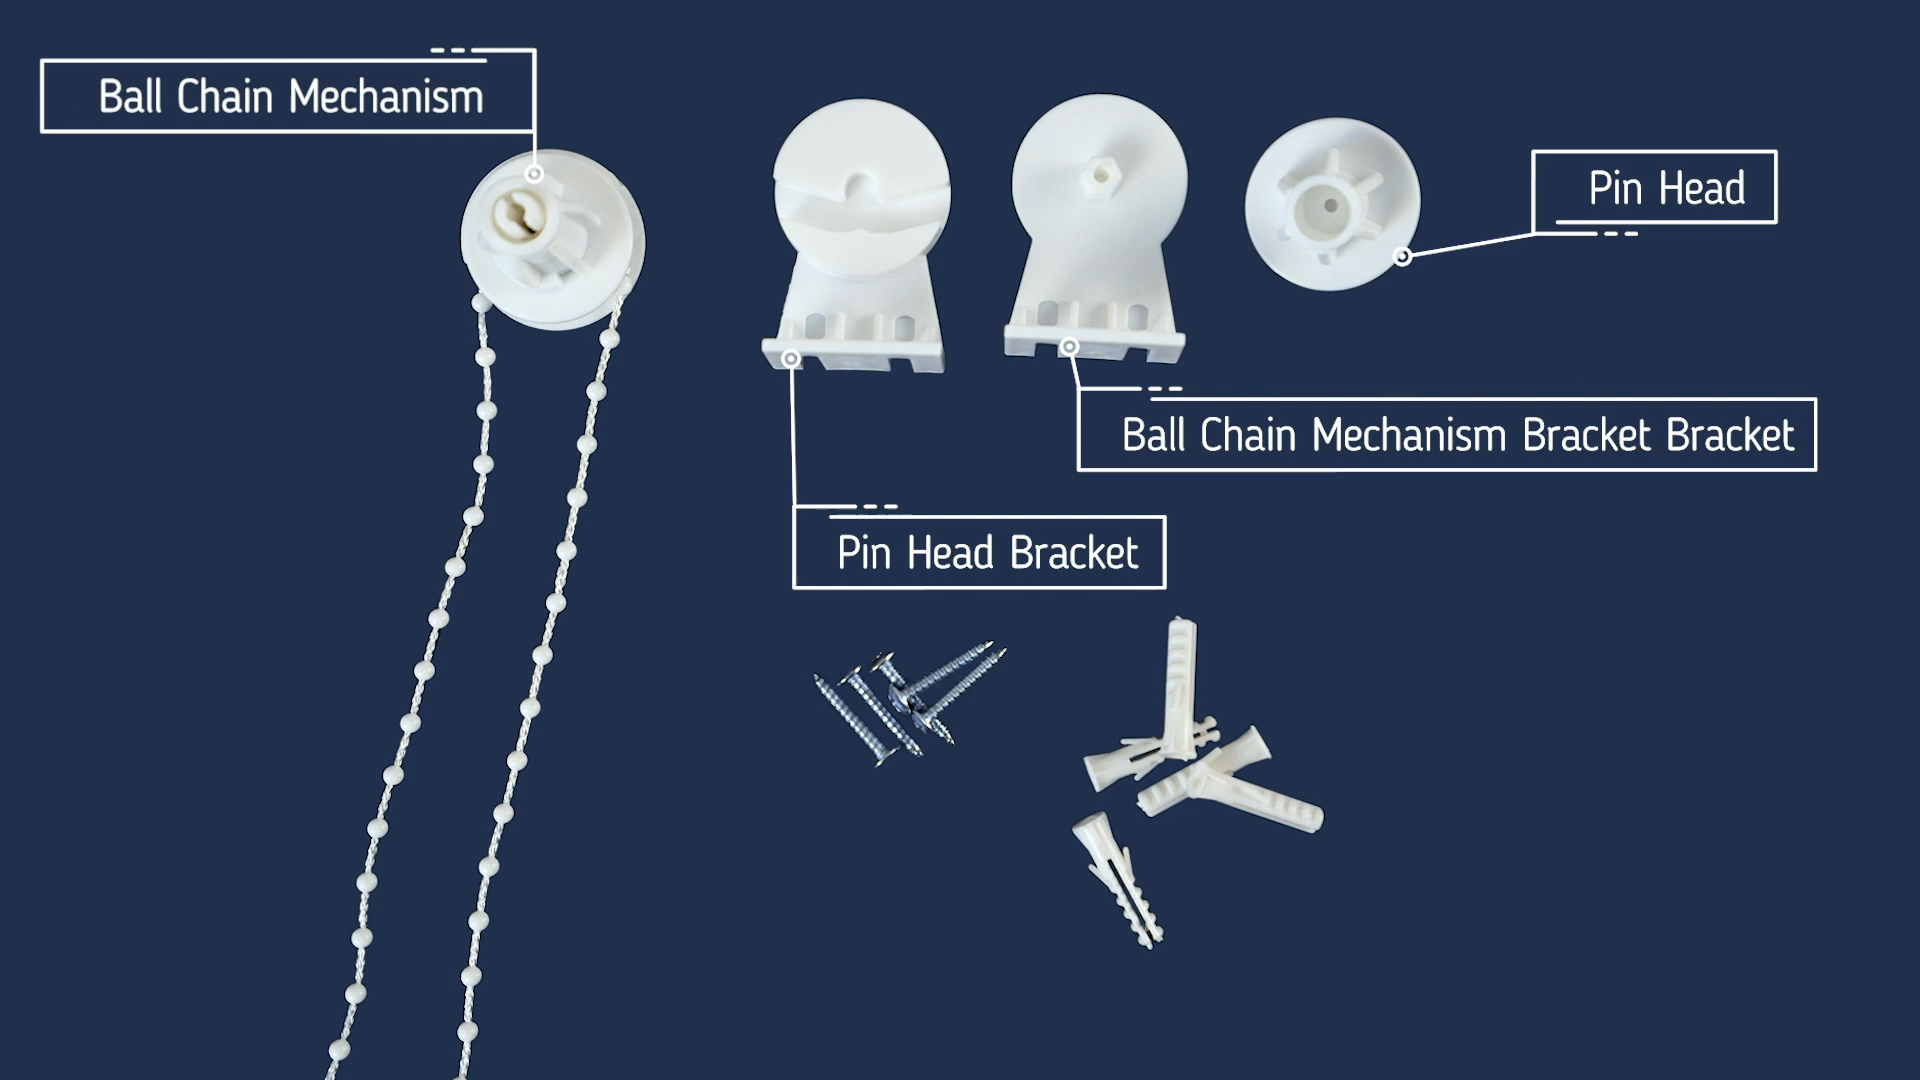 Ball Chain Mechanism
Pin Head
Ball Chain Mechanism Bracket Bracket
Pin Head Bracket